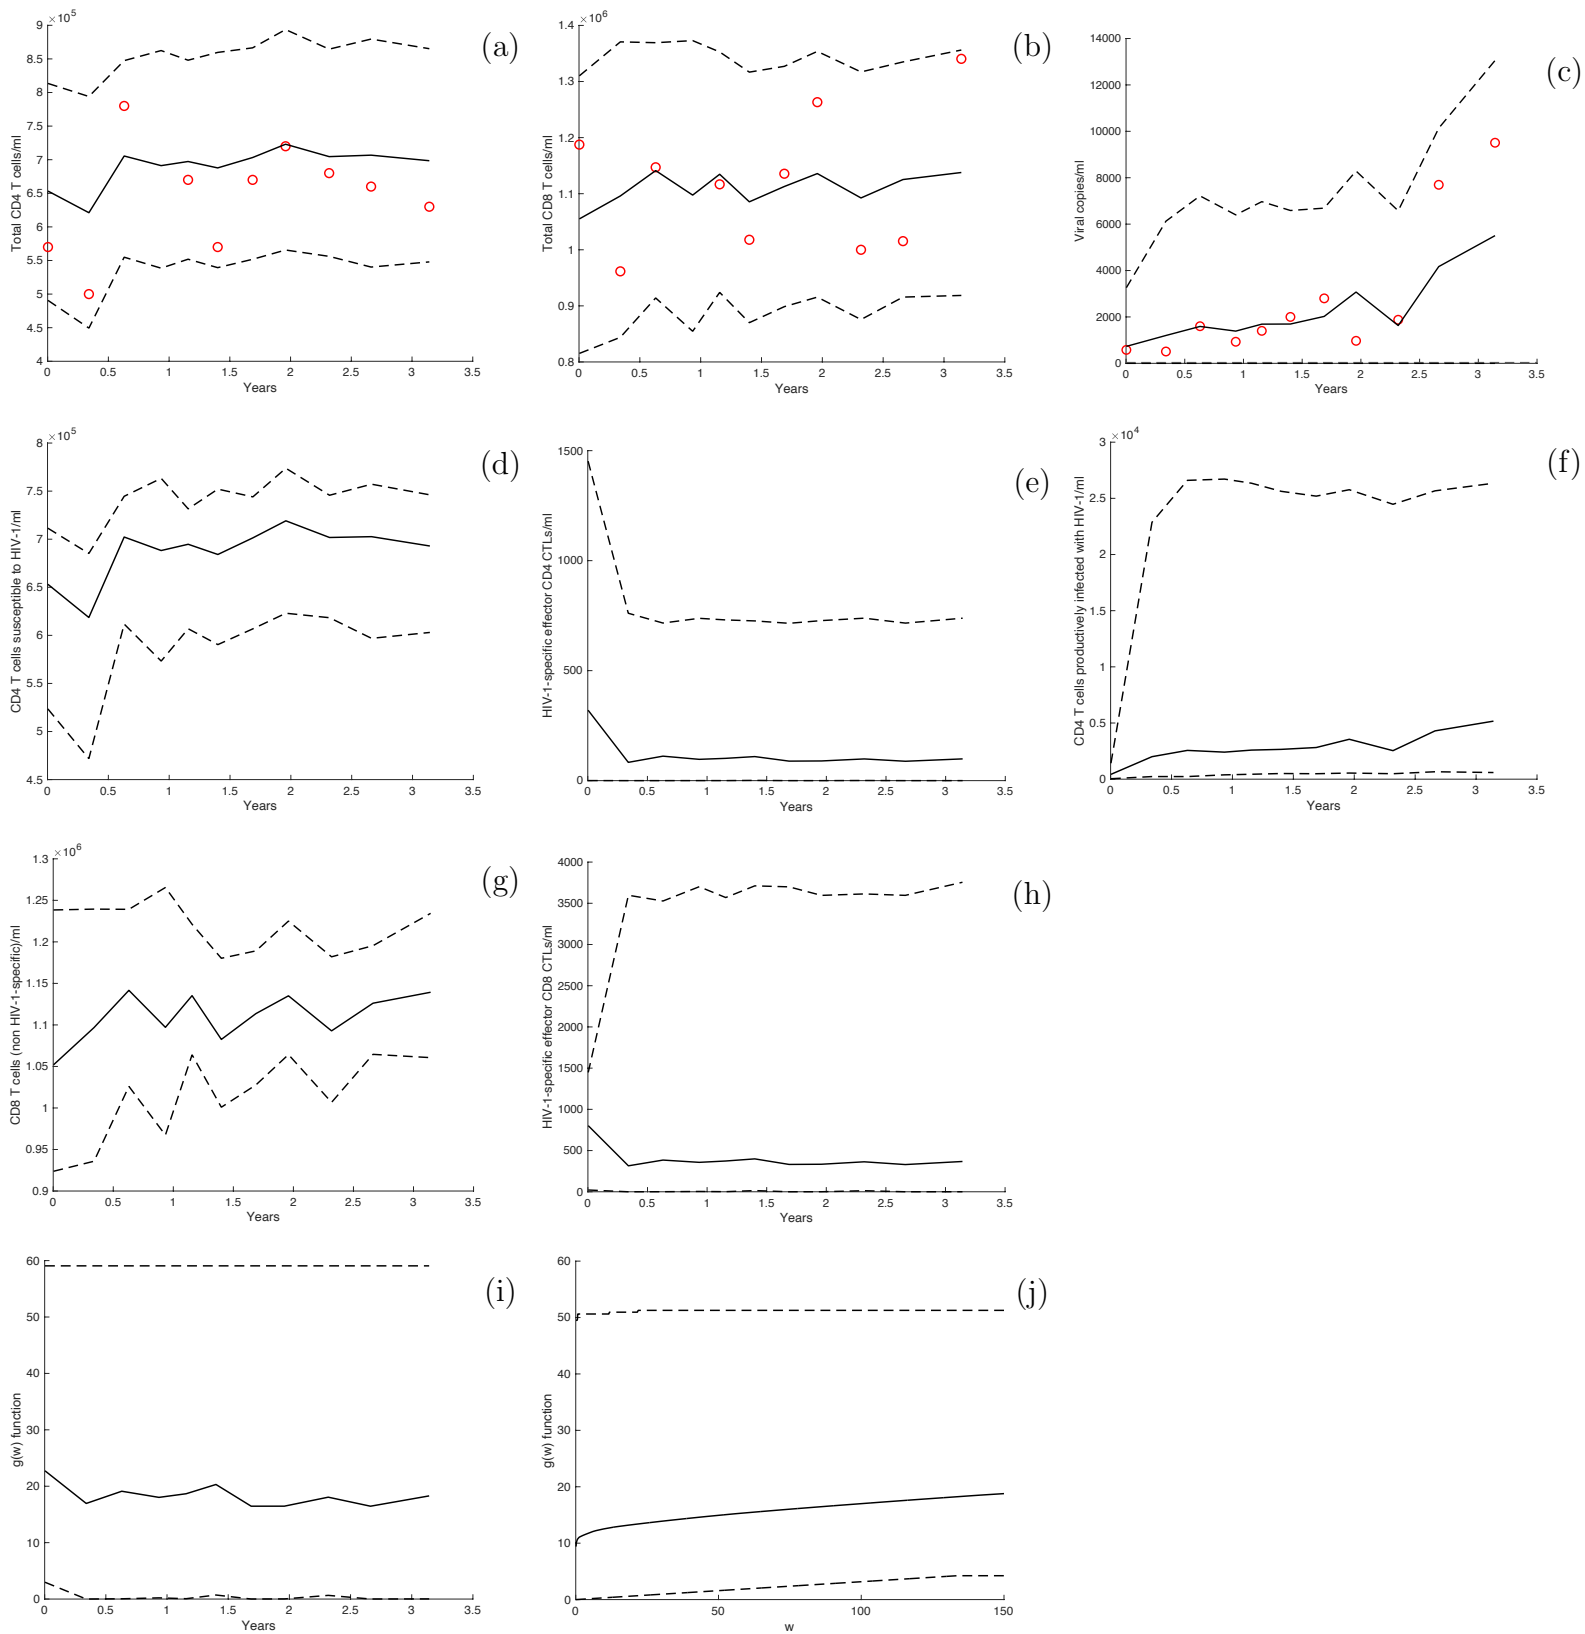 (a)
×10⁵
9
8.5
8
7.5
7
6.5
6
5.5
5
4.5
4
Total CD4 T cells/ml
0 0.5 1 1.5 2 2.5 3 3.5
Years
(b)
×10⁶
1.4
1.3
1.2
1.1
1
0.9
0.8
Total CD8 T cells/ml
0 0.5 1 1.5 2 2.5 3 3.5
Years
(c)
14000
12000
10000
8000
6000
4000
2000
0
Viral copies/ml
0 0.5 1 1.5 2 2.5 3 3.5
Years
(d)
×10⁵
8
7.5
7
6.5
6
5.5
5
4.5
CD4 T cells susceptible to HIV-1/ml
0 0.5 1 1.5 2 2.5 3 3.5
Years
(e)
1500
1000
500
0
HIV-1-specific effector CD4 CTLs/ml
0 0.5 1 1.5 2 2.5 3 3.5
Years
(f)
×10⁴
3
2.5
2
1.5
1
0.5
0
CD4 T cells productively infected with HIV-1/ml
0 0.5 1 1.5 2 2.5 3 3.5
Years
(g)
×10⁶
1.3
1.25
1.2
1.15
1.1
1.05
1
0.95
0.9
CD8 T cells (non HIV-1-specific)/ml
0 0.5 1 1.5 2 2.5 3 3.5
Years
(h)
4000
3500
3000
2500
2000
1500
1000
500
0
HIV-1-specific effector CD8 CTLs/ml
0 0.5 1 1.5 2 2.5 3 3.5
Years
(i)
60
50
40
30
20
10
0
g(w) function
0 0.5 1 1.5 2 2.5 3 3.5
Years
(j)
60
50
40
30
20
10
0
g(w) function
0 50 100 150
w